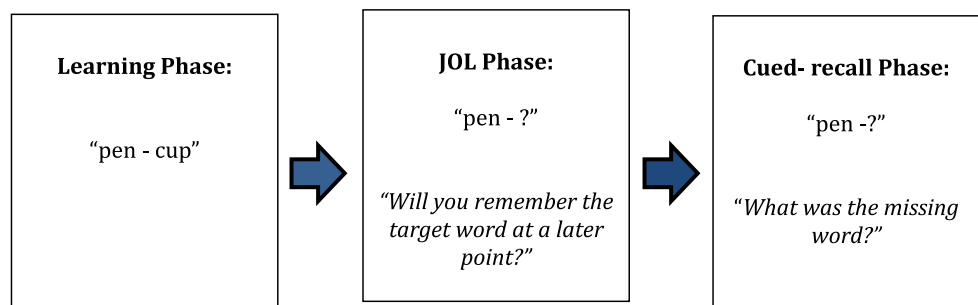 Learning Phase:
“pen - cup”
JOL Phase:
“pen - ?”
“Will you remember the
target word at a later
point?”
Cued- recall Phase:
“pen -?”
“What was the missing
word?”